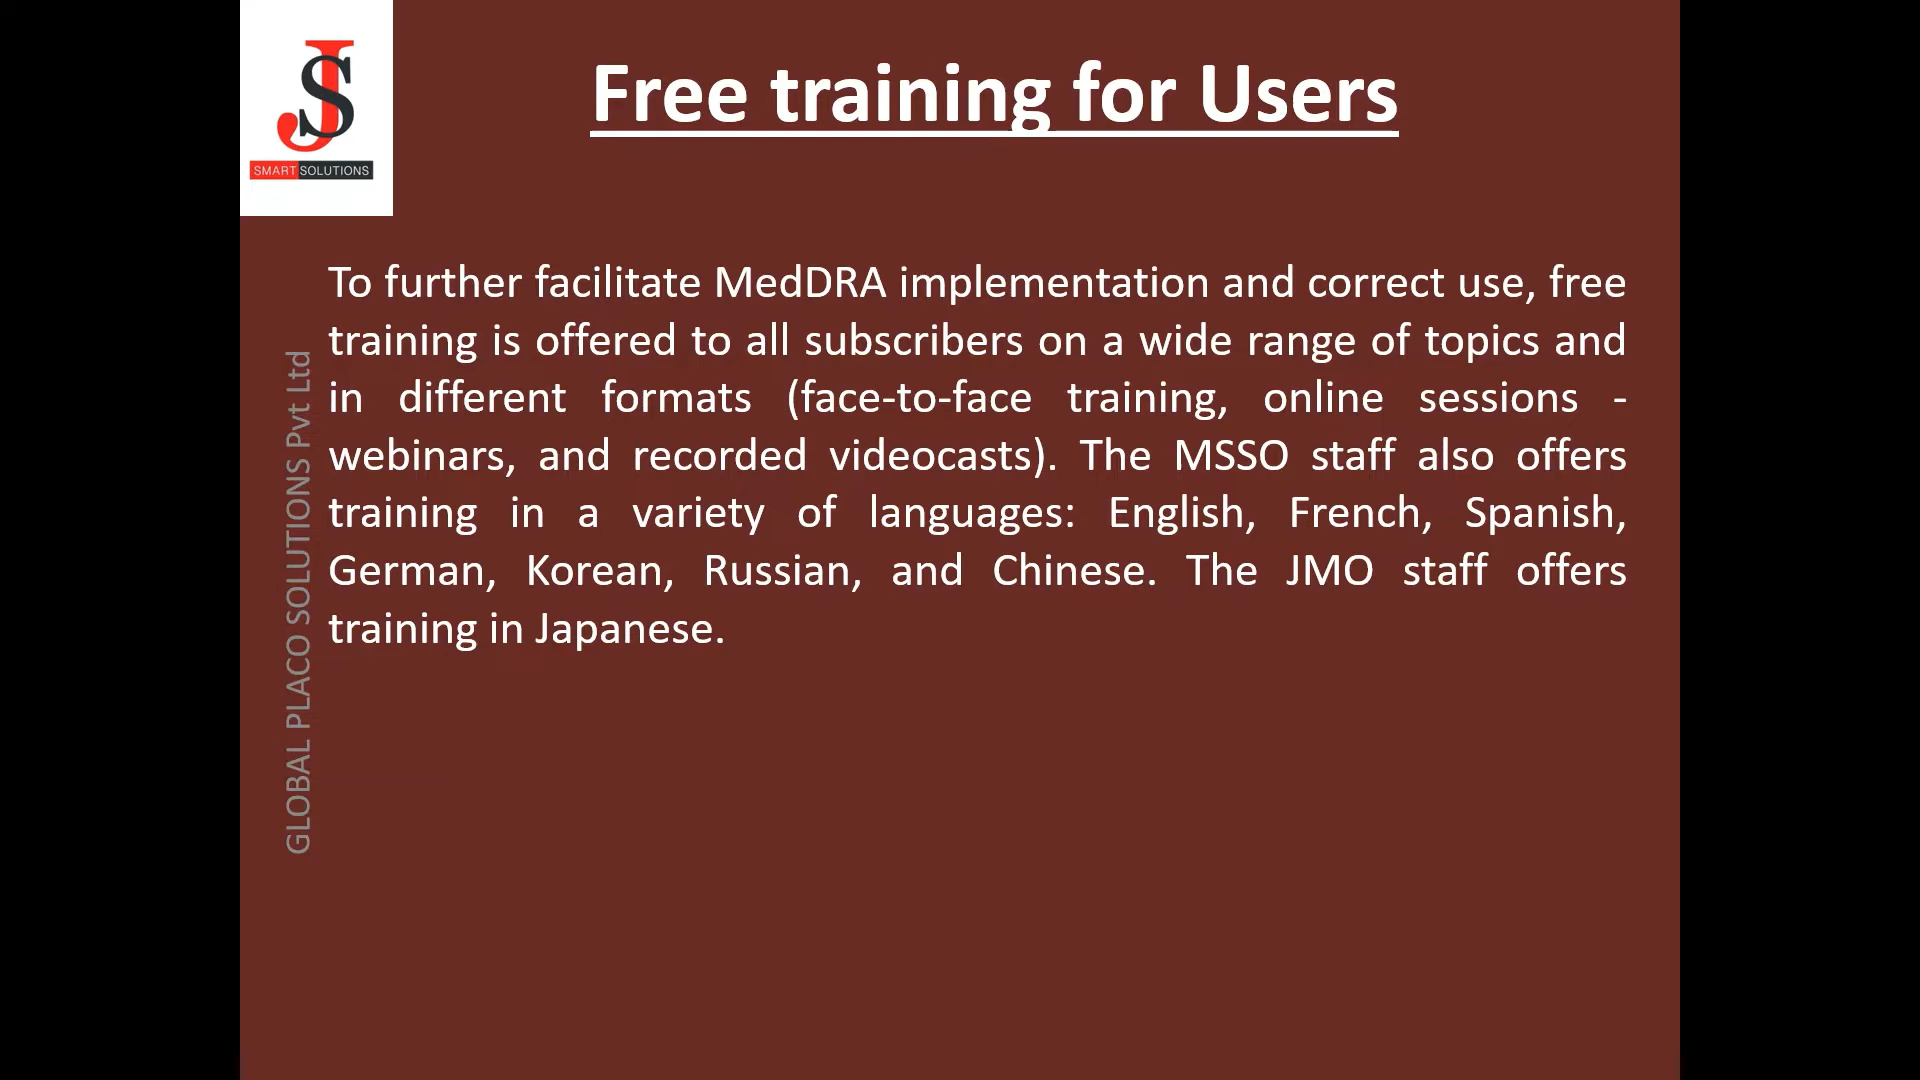 JS
SMART SOLUTIONS
Free training for Users
To further facilitate MedDRA implementation and correct use, free
training is offered to all subscribers on a wide range of topics and
in different formats (face-to-face training, online sessions -
webinars, and recorded videocasts). The MSSO staff also offers
training in a variety of languages: English, French, Spanish,
German, Korean, Russian, and Chinese. The JMO staff offers
training in Japanese.
GLOBAL PLACO SOLUTIONS Pvt Ltd